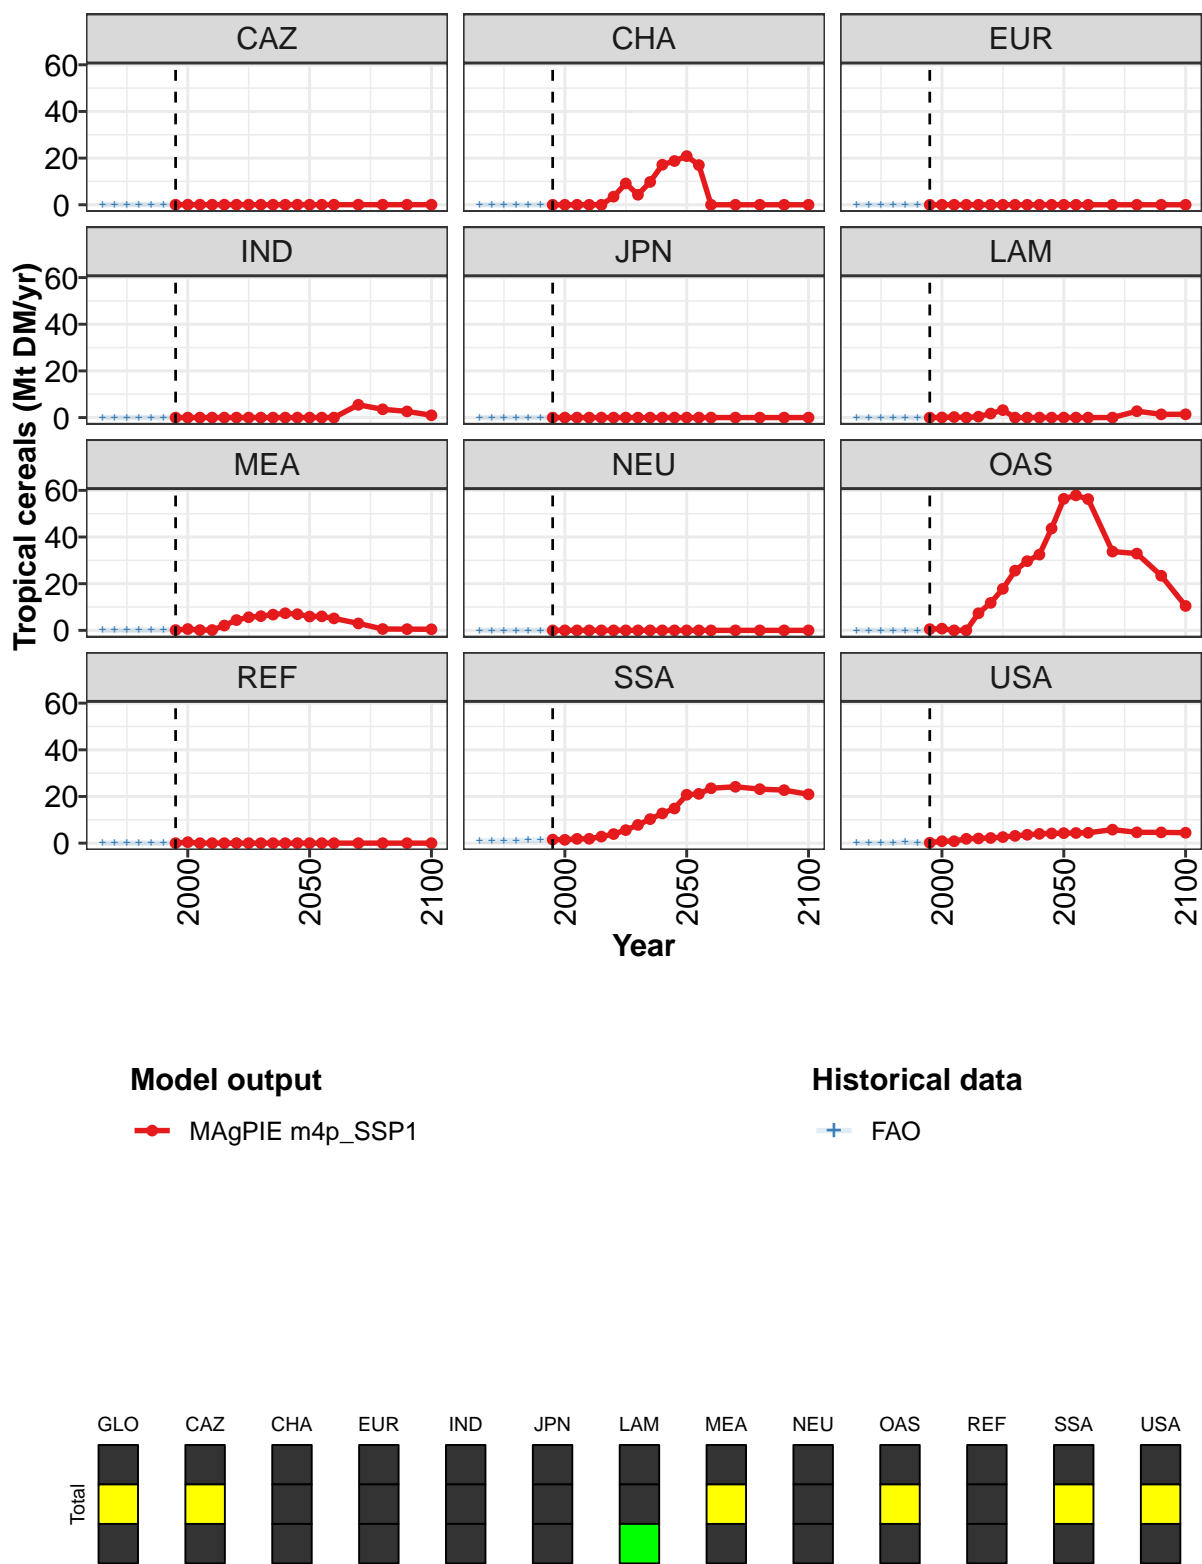 CAZ CHA EUR
60
40
20
0
IND JPN LAM
60
40
20
0
Tropical cereals (Mt DM/yr)
MEA NEU OAS
60
40
20
0
REF SSA USA
60
40
20
0
2000 2050 2100 2000 2050 2100 2000 2050 2100
Year
Model output Historical data
MAgPIE m4p_SSP1 FAO
GLO CAZ CHA EUR IND JPN LAM MEA NEU OAS REF SSA USA
Total